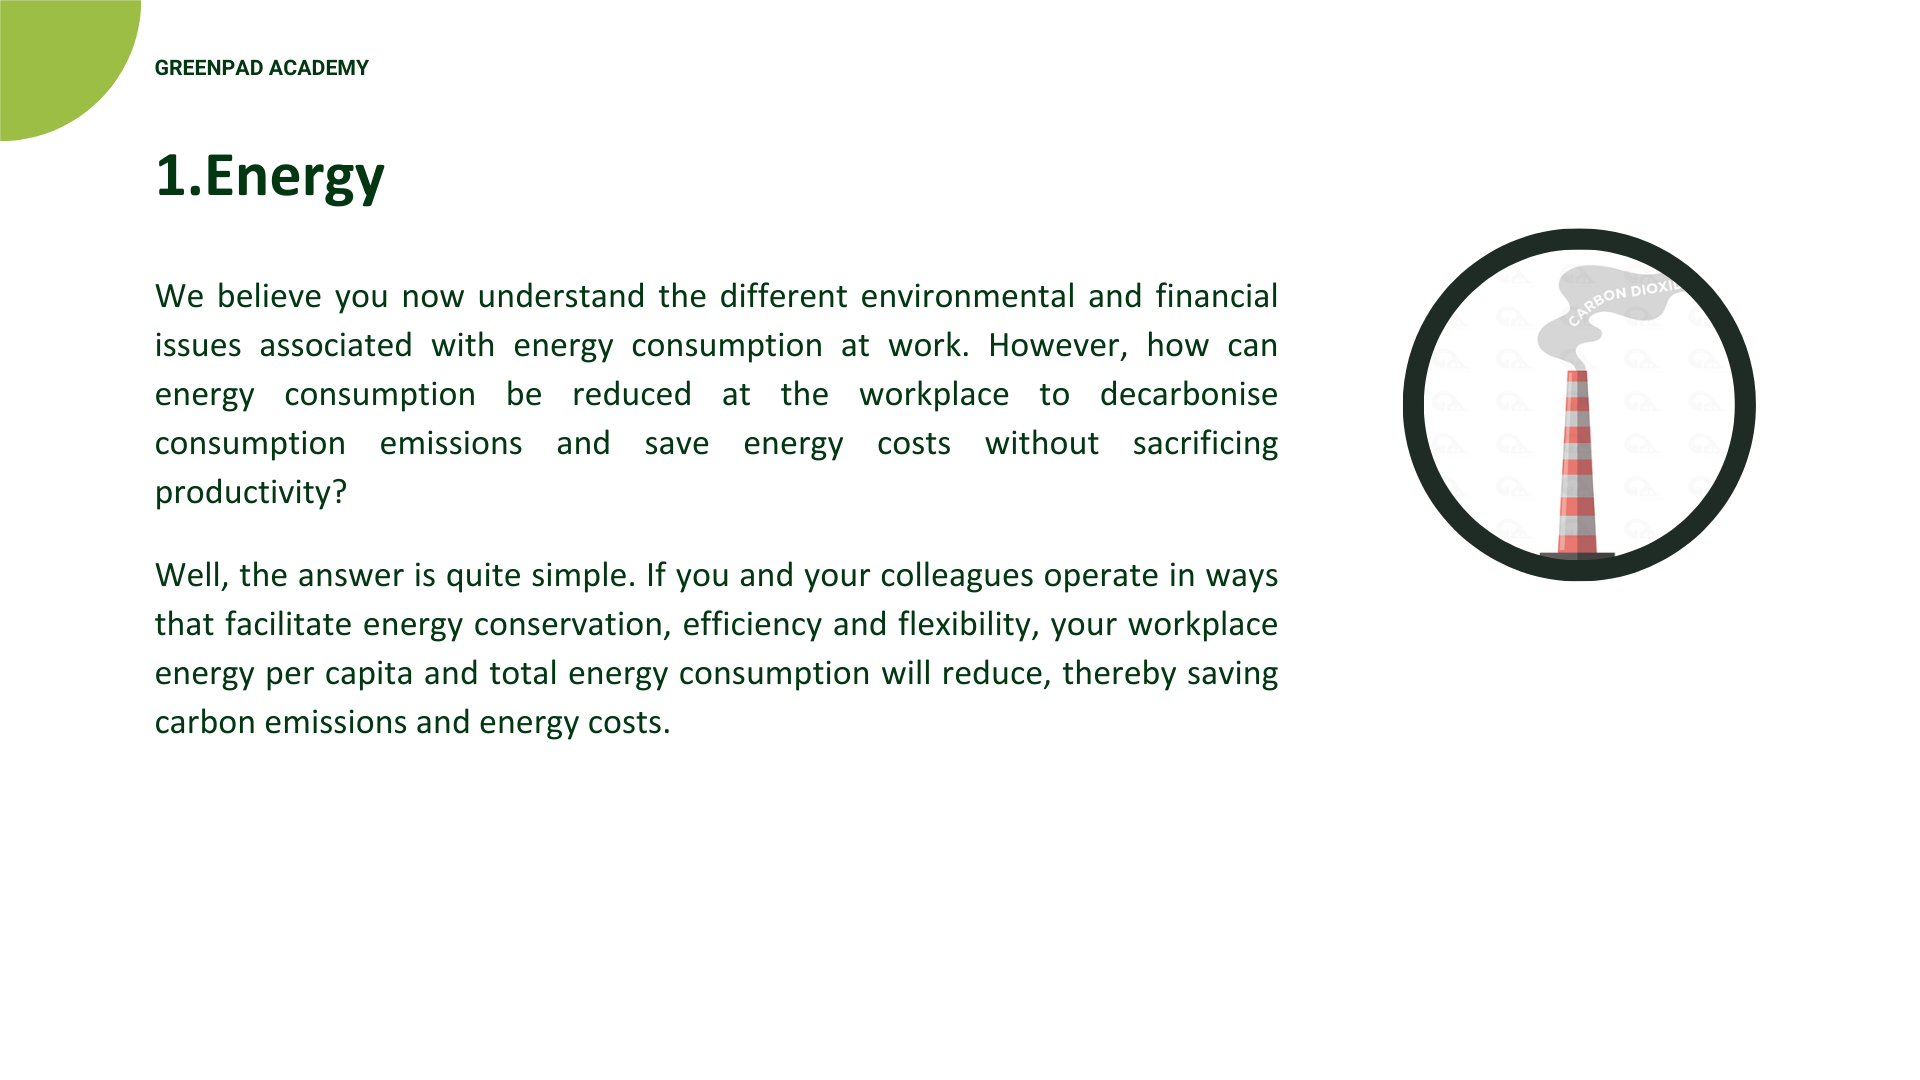 GREENPAD ACADEMY
1.Energy
We believe you now understand the different environmental and financial
issues associated with energy consumption at work. However, how can
energy consumption be reduced at the workplace to decarbonise
consumption emissions and save energy costs without sacrificing
productivity?
Well, the answer is quite simple. If you and your colleagues operate in ways
that facilitate energy conservation, efficiency and flexibility, your workplace
energy per capita and total energy consumption will reduce, thereby saving
carbon emissions and energy costs.
CARBON